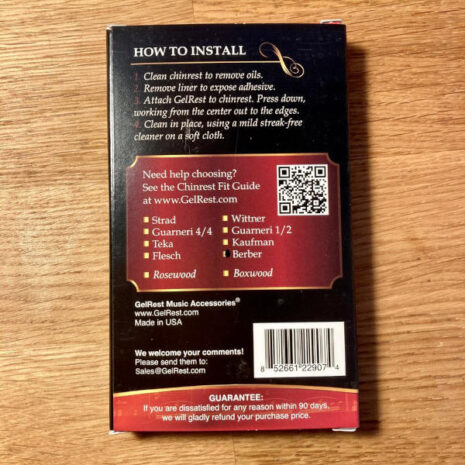 HOW TO INSTALL
1. Clean chinrest to remove oils.
2. Remove liner to expose adhesive.
3. Attach GelRest to chinrest. Press down,
working from the center out to the edges.
4. Clean in place, using a mild streak-free
cleaner on a soft cloth.
Need help choosing?
See the Chinrest Fit Guide
at www.GelRest.com
Strad
Guarneri 4/4
Teka
Flesch
Rosewood
Wittner
Guarneri 1/2
Kaufman
Berber
Boxwood
GelRest Music Accessories®
www.GelRest.com
Made in USA
We welcome your comments!
Please send them to:
Sales@GelRest.com
8 52661 22907 4
GUARANTEE:
If you are dissatisfied for any reason within 90 days,
we will gladly refund your purchase price.